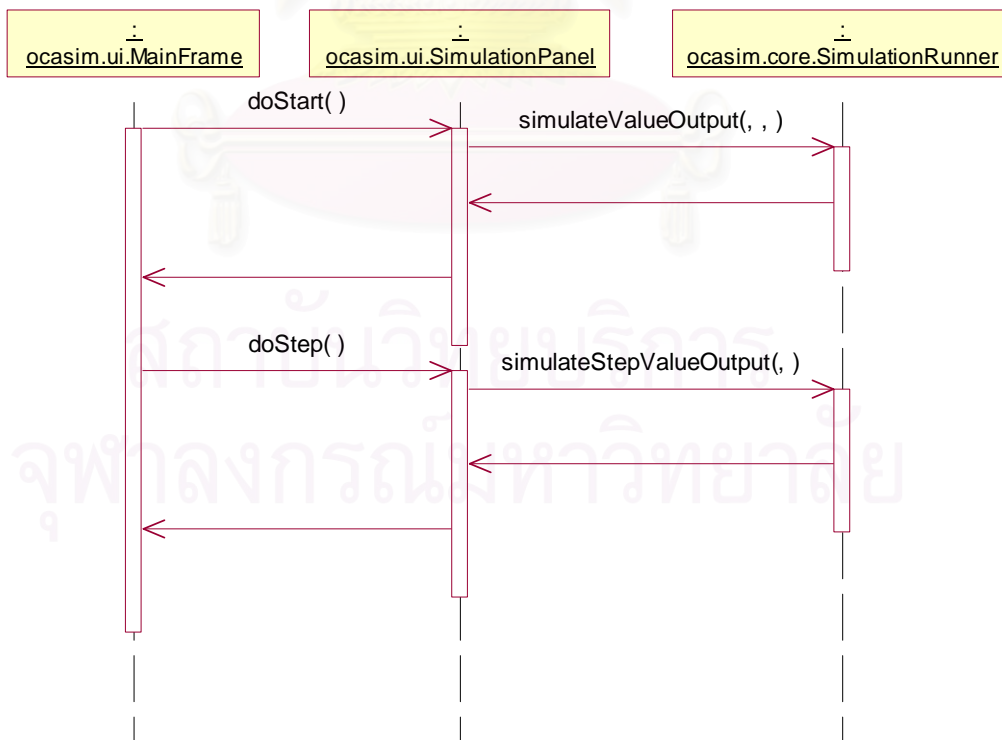 :
ocasim.ui.MainFrame
:
ocasim.ui.SimulationPanel
:
ocasim.core.SimulationRunner
doStart( )
simulateValueOutput(, , )
doStep( )
simulateStepValueOutput(, )
สถาบันวิทยบริการ
จุฬาลงกรณ์มหาวิทยาลัย